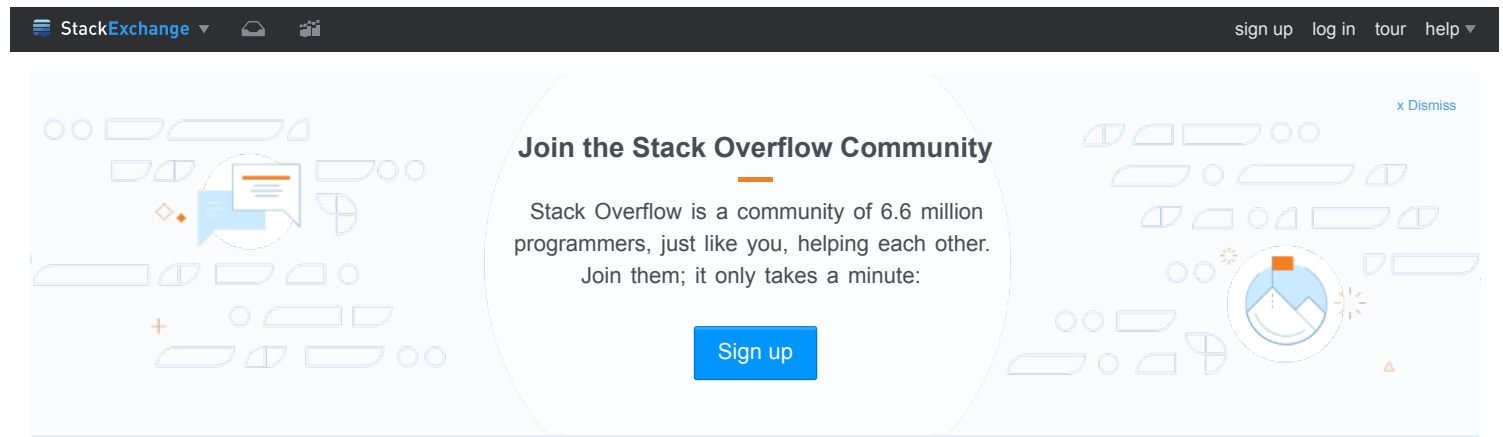 StackExchange
sign up log in tour help
x Dismiss
Join the Stack Overflow Community
Stack Overflow is a community of 6.6 million
programmers, just like you, helping each other.
Join them; it only takes a minute:
Sign up